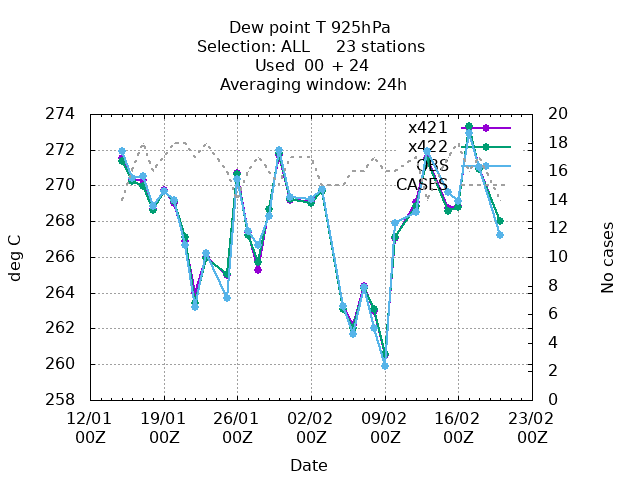 Dew point T 925hPa
Selection: ALL 23 stations
Used 00 + 24
Averaging window: 24h
274
272
270
268
266
264
262
260
258
deg C
20
18
16
14
12
10
8
6
4
2
0
No cases
x421
x422
OBS
CASES
12/01 19/01 26/01 02/02 09/02 16/02 23/02
00Z 00Z 00Z 00Z 00Z 00Z 00Z
Date